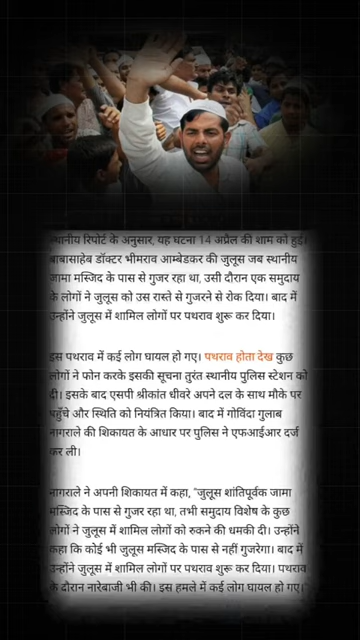 स्थानीय रिपोर्ट के अनुसार, यह घटना 14 अप्रैल की शाम को हुई।
बाबासाहेब डॉक्टर भीमराव आम्बेडकर की जुलूस जब स्थानीय
जामा मस्जिद के पास से गुजर रहा था, उसी दौरान एक समुदाय
के लोगों ने जुलूस को उस रास्ते से गुजरने से रोक दिया। बाद में
उन्होंने जुलूस में शामिल लोगों पर पथराव शुरू कर दिया।
इस पथराव में कई लोग घायल हो गए। पथराव होता देख कुछ
लोगों ने फोन करके इसकी सूचना तुरंत स्थानीय पुलिस स्टेशन को
दी। इसके बाद एसपी श्रीकांत धीवरे अपने दल के साथ मौके पर
पहुँचे और स्थिति को नियंत्रित किया। बाद में गोविंदा गुलाब
नागराले की शिकायत के आधार पर पुलिस ने एफआईआर दर्ज
कर ली।
नागराले ने अपनी शिकायत में कहा, "जुलूस शांतिपूर्वक जामा
मस्जिद के पास से गुजर रहा था, तभी समुदाय विशेष के कुछ
लोगों ने जुलूस में शामिल लोगों को रुकने की धमकी दी। उन्होंने
कहा कि कोई भी जुलूस मस्जिद के पास से नहीं गुजरेगा। बाद में
उन्होंने जुलूस में शामिल लोगों पर पथराव शुरू कर दिया। पथराव
के दौरान नारेबाजी भी की। इस हमले में कई लोग घायल हो गए।"